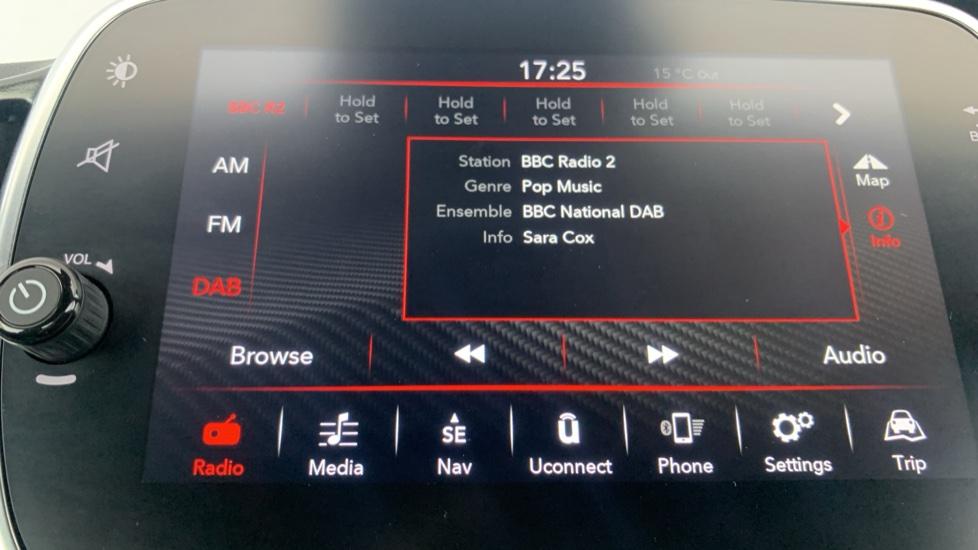 17:25 15 °C Out
BBC R2 Hold to Set Hold to Set Hold to Set Hold to Set Hold to Set
AM
FM
DAB
VOL
Station BBC Radio 2
Genre Pop Music
Ensemble BBC National DAB
Info Sara Cox
Map
Info
Browse Audio
SE
Radio Media Nav Uconnect Phone Settings Trip